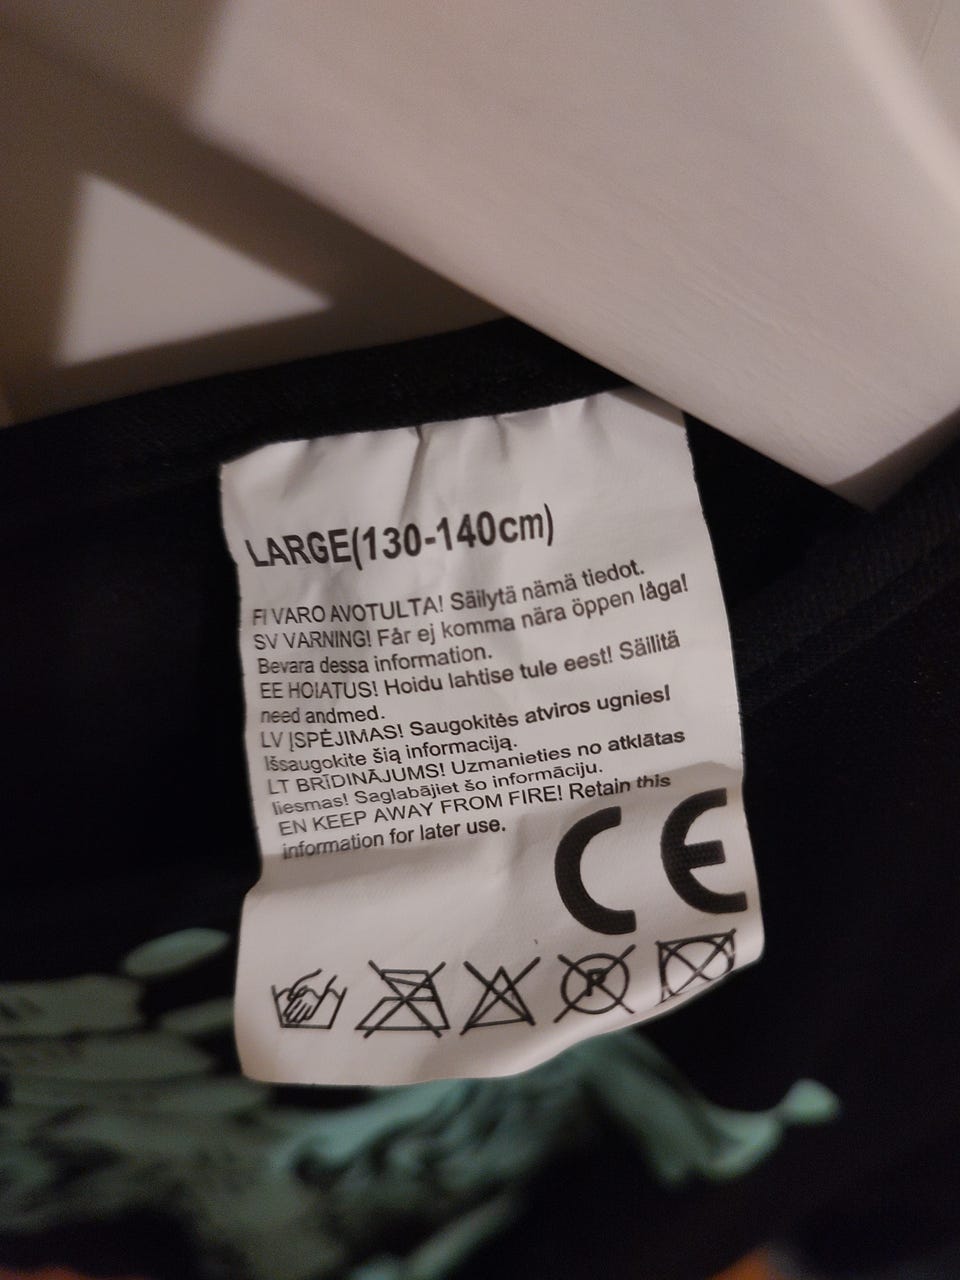 LARGE(130-140cm)
FI VARO AVOTULTA! Säilytä nämä tiedot.
SV VARNING! Får ej komma nära öppen låga!
Bevara dessa information.
EE HOIATUS! Hoidu lahtise tule eest! Säilitä
need andmed.
LV ĮSPĖJIMAS! Saugokitės atviros ugnies!
Išsaugokite šią informaciją.
LT BRĪDINĀJUMS! Uzmanieties no atklātas
liesmas! Saglabājiet šo informāciju.
EN KEEP AWAY FROM FIRE! Retain this
information for later use.
CE
P